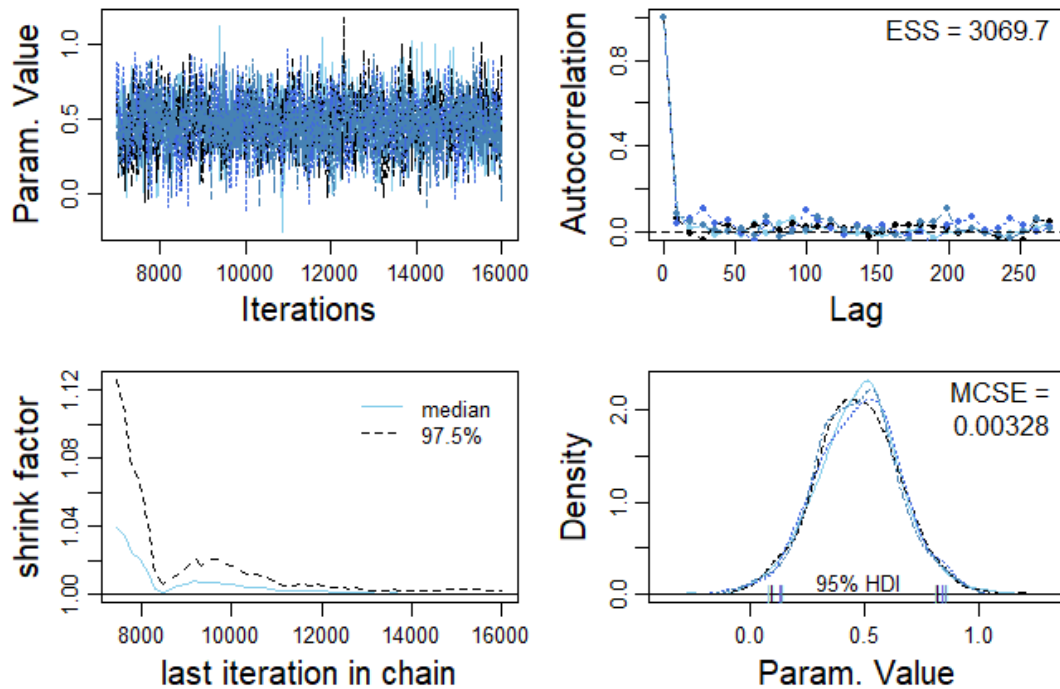 Param. Value
0.0 0.5 1.0
8000 10000 12000 14000 16000
Iterations
ESS = 3069.7
Autocorrelation
0.0 0.4 0.8
0 50 100 150 200 250
Lag
shrink factor
1.00 1.04 1.08 1.12
median
97.5%
8000 10000 12000 14000 16000
last iteration in chain
MCSE =
0.00328
Density
0.0 1.0 2.0
95% HDI
0.0 0.5 1.0
Param. Value